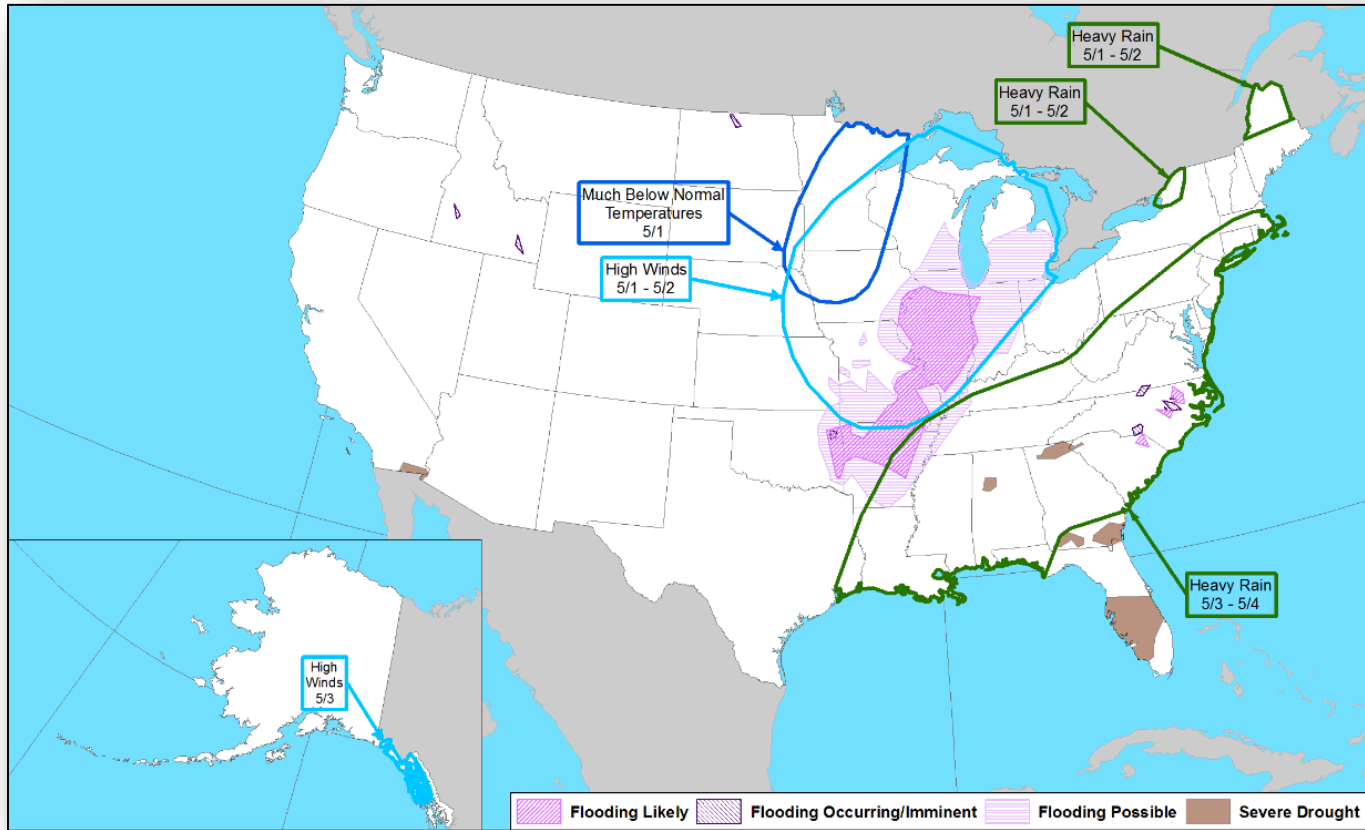 Heavy Rain
5/1 - 5/2
Heavy Rain
5/1 - 5/2
Much Below Normal
Temperatures
5/1
High Winds
5/1 - 5/2
Heavy Rain
5/3 - 5/4
High
Winds
5/3
Flooding Likely
Flooding Occurring/Imminent
Flooding Possible
Severe Drought